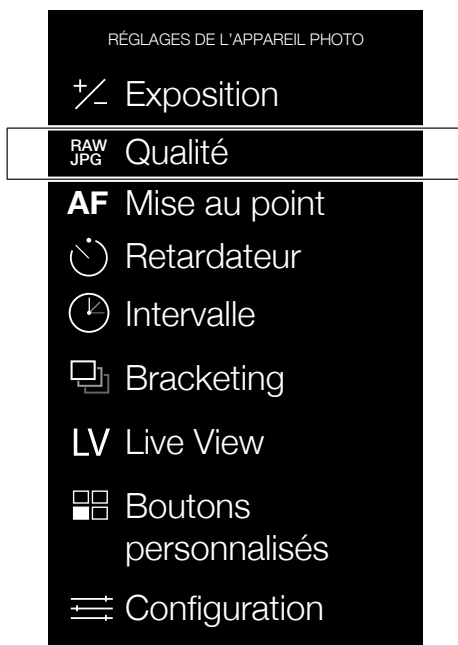 RÉGLAGES DE L’APPAREIL PHOTO
+/– Exposition
RAW
JPG Qualité
AF Mise au point
Retardateur
Intervalle
Bracketing
LV Live View
Boutons
personnalisés
Configuration